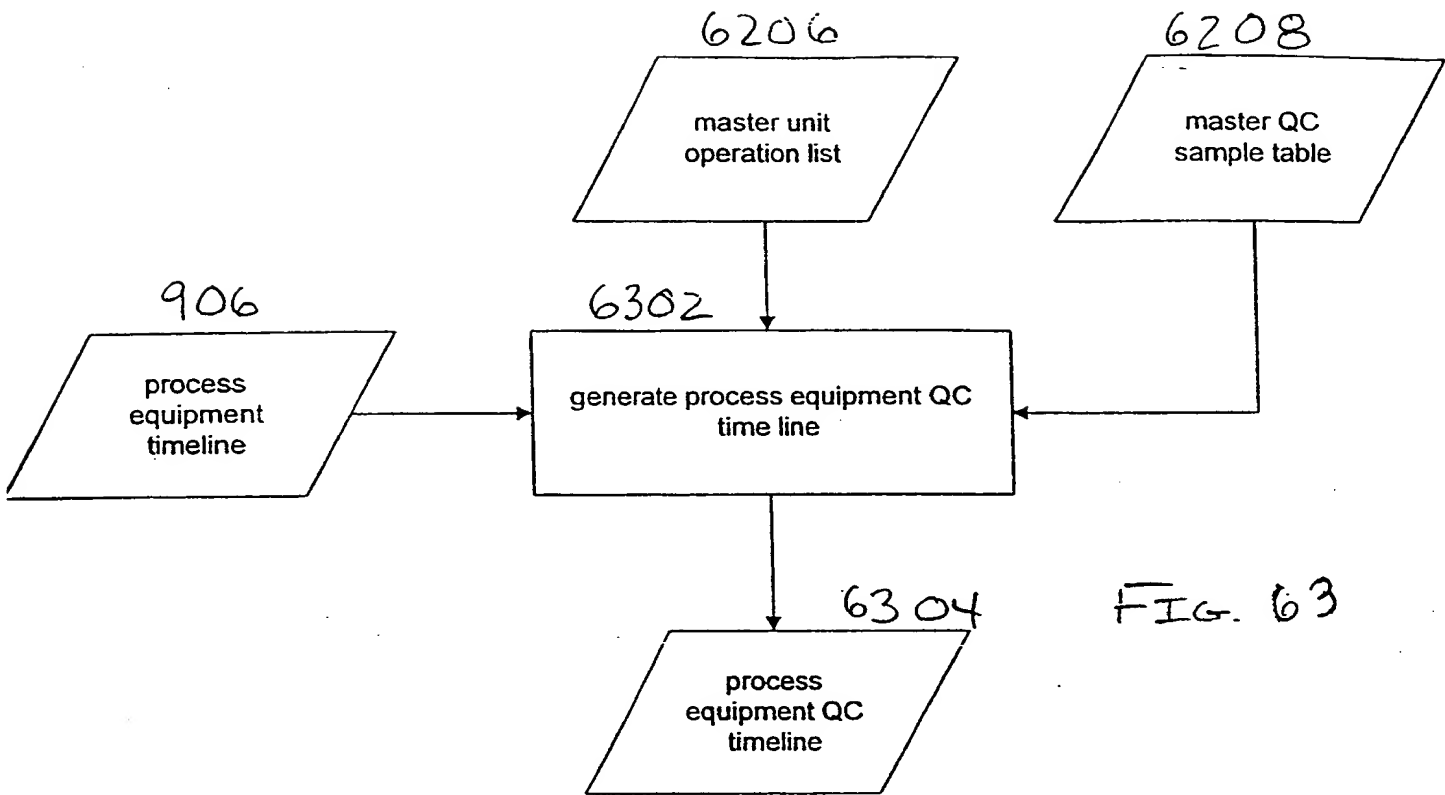 6206
6208
master unit
operation list
master QC
sample table
906
6302
process
equipment
timeline
generate process equipment QC
time line
6304
FIG. 63
process
equipment QC
timeline